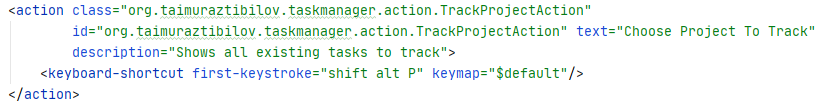 <action class="org.taimuraztibilov.taskmanager.action.TrackProjectAction"
id="org.taimuraztibilov.taskmanager.action.TrackProjectAction" text="Choose Project To Track"
description="Shows all existing tasks to track">
<keyboard-shortcut first-keystroke="shift alt P" keymap="$default"/>
</action>